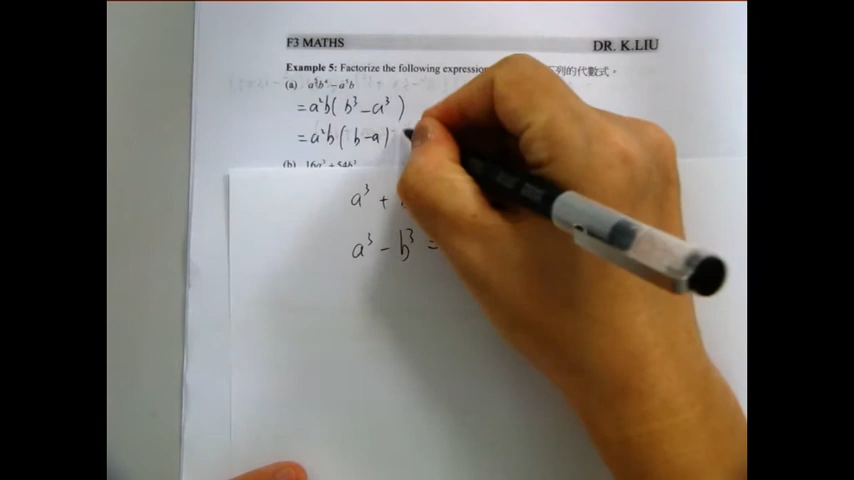 F3 MATHS DR. K.LIU
Example 5: Factorize the following expression 下列的代數式。
(a) a²b⁴ − a⁵b
= a²b( b³ − a³ )
= a²b( b − a )
(b) 16a³ + 54b³
a³ +
a³ − b³ =